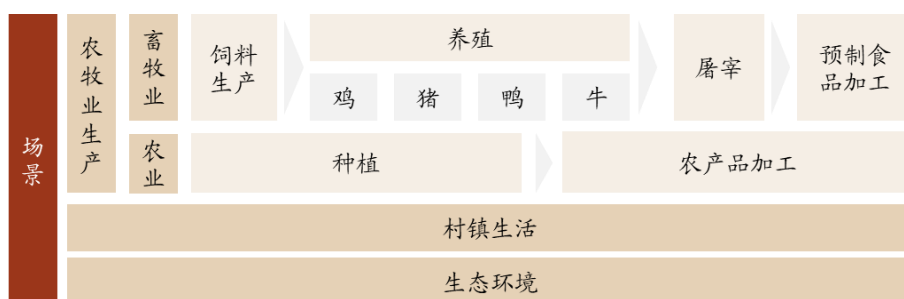 场景
农牧业生产
畜牧业
饲料
生产
养殖
鸡
猪
鸭
牛
屠宰
预制食
品加工
农业
种植
农产品加工
村镇生活
生态环境